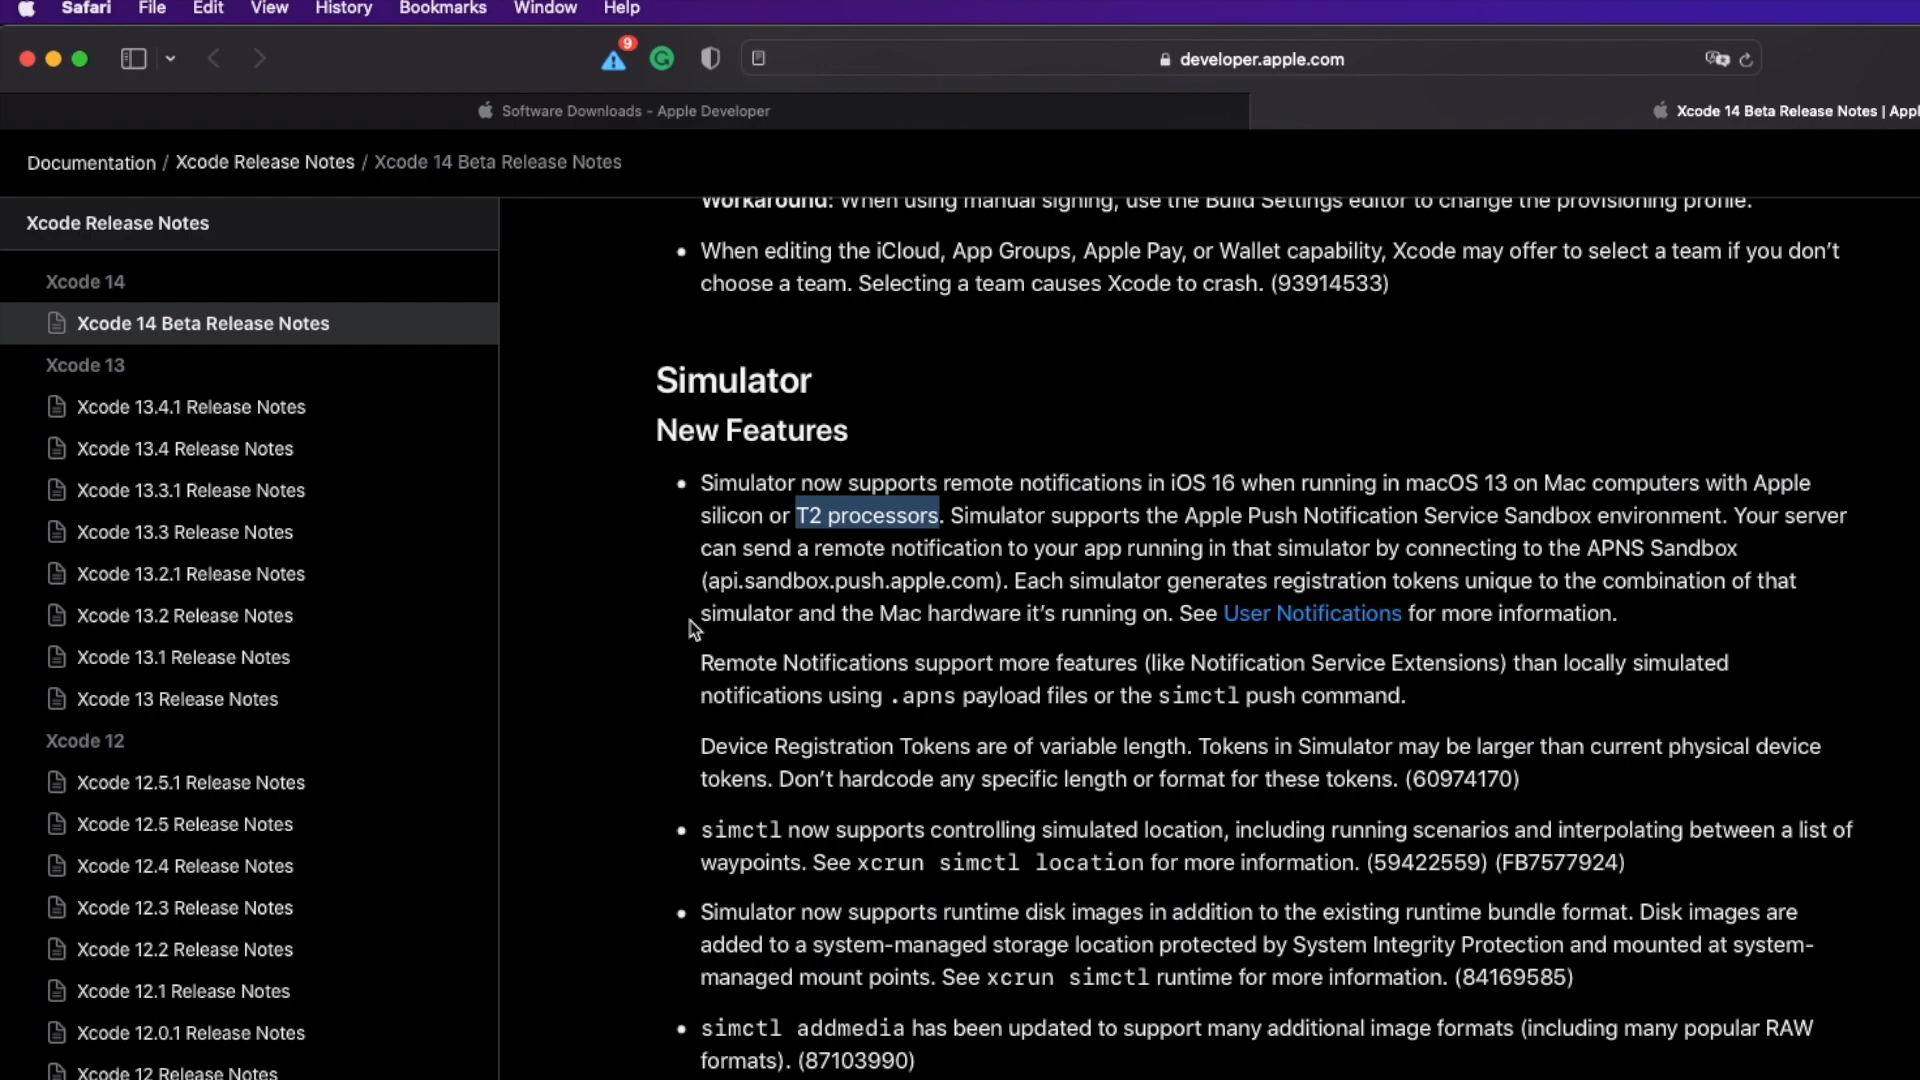 Safari File Edit View History Bookmarks Window Help
9
developer.apple.com
Software Downloads - Apple Developer
Xcode 14 Beta Release Notes | Appl
Documentation / Xcode Release Notes / Xcode 14 Beta Release Notes
Xcode Release Notes
Xcode 14
Xcode 14 Beta Release Notes
Xcode 13
Xcode 13.4.1 Release Notes
Xcode 13.4 Release Notes
Xcode 13.3.1 Release Notes
Xcode 13.3 Release Notes
Xcode 13.2.1 Release Notes
Xcode 13.2 Release Notes
Xcode 13.1 Release Notes
Xcode 13 Release Notes
Xcode 12
Xcode 12.5.1 Release Notes
Xcode 12.5 Release Notes
Xcode 12.4 Release Notes
Xcode 12.3 Release Notes
Xcode 12.2 Release Notes
Xcode 12.1 Release Notes
Xcode 12.0.1 Release Notes
Xcode 12 Release Notes
Workaround: When using manual signing, use the Build Settings editor to change the provisioning profile.
• When editing the iCloud, App Groups, Apple Pay, or Wallet capability, Xcode may offer to select a team if you don’t
choose a team. Selecting a team causes Xcode to crash. (93914533)
Simulator
New Features
• Simulator now supports remote notifications in iOS 16 when running in macOS 13 on Mac computers with Apple
silicon or T2 processors. Simulator supports the Apple Push Notification Service Sandbox environment. Your server
can send a remote notification to your app running in that simulator by connecting to the APNS Sandbox
(api.sandbox.push.apple.com). Each simulator generates registration tokens unique to the combination of that
simulator and the Mac hardware it’s running on. See User Notifications for more information.
Remote Notifications support more features (like Notification Service Extensions) than locally simulated
notifications using .apns payload files or the simctl push command.
Device Registration Tokens are of variable length. Tokens in Simulator may be larger than current physical device
tokens. Don’t hardcode any specific length or format for these tokens. (60974170)
• simctl now supports controlling simulated location, including running scenarios and interpolating between a list of
waypoints. See xcrun simctl location for more information. (59422559) (FB7577924)
• Simulator now supports runtime disk images in addition to the existing runtime bundle format. Disk images are
added to a system-managed storage location protected by System Integrity Protection and mounted at system-
managed mount points. See xcrun simctl runtime for more information. (84169585)
• simctl addmedia has been updated to support many additional image formats (including many popular RAW
formats). (87103990)